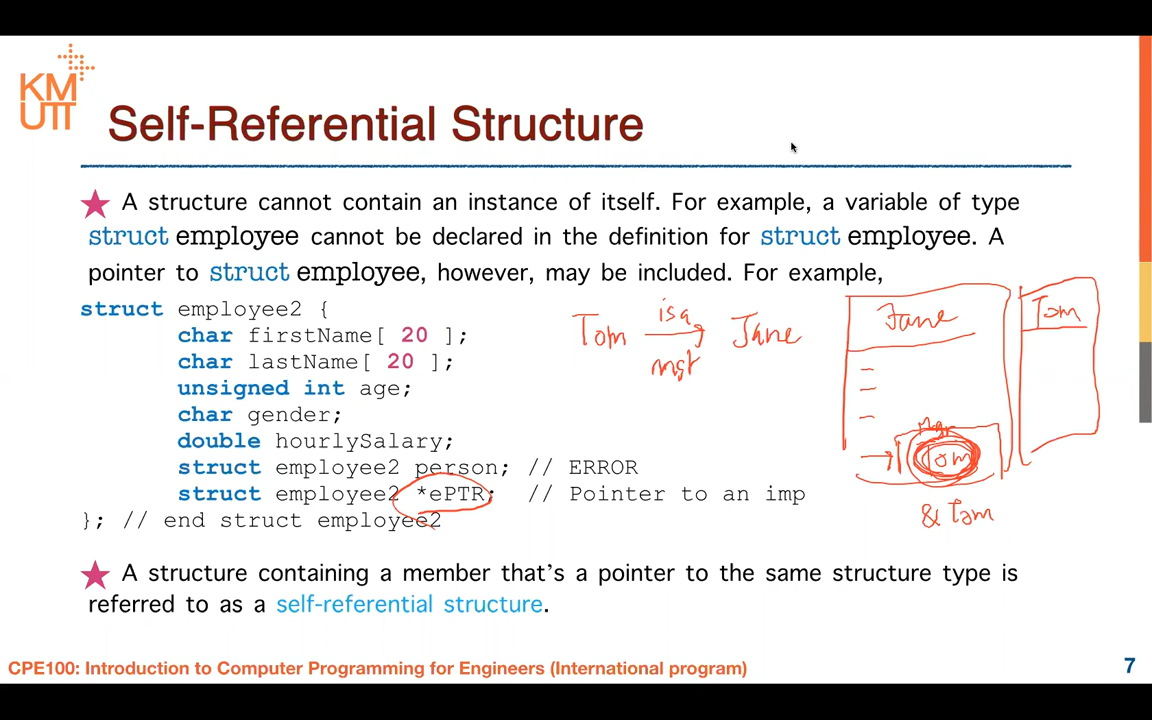 KM
UTT
Self-Referential Structure
A structure cannot contain an instance of itself. For example, a variable of type
struct employee cannot be declared in the definition for struct employee. A
pointer to struct employee, however, may be included. For example,
struct employee2 {
char firstName[ 20 ];
char lastName[ 20 ];
unsigned int age;
char gender;
double hourlySalary;
struct employee2 person; // ERROR
struct employee2 *ePTR; // Pointer to an imp
}; // end struct employee2
Tom is a Jane
Jane
Tom
Mgr
Tom
& Tom
A structure containing a member that's a pointer to the same structure type is
referred to as a self-referential structure.
CPE100: Introduction to Computer Programming for Engineers (International program)
7